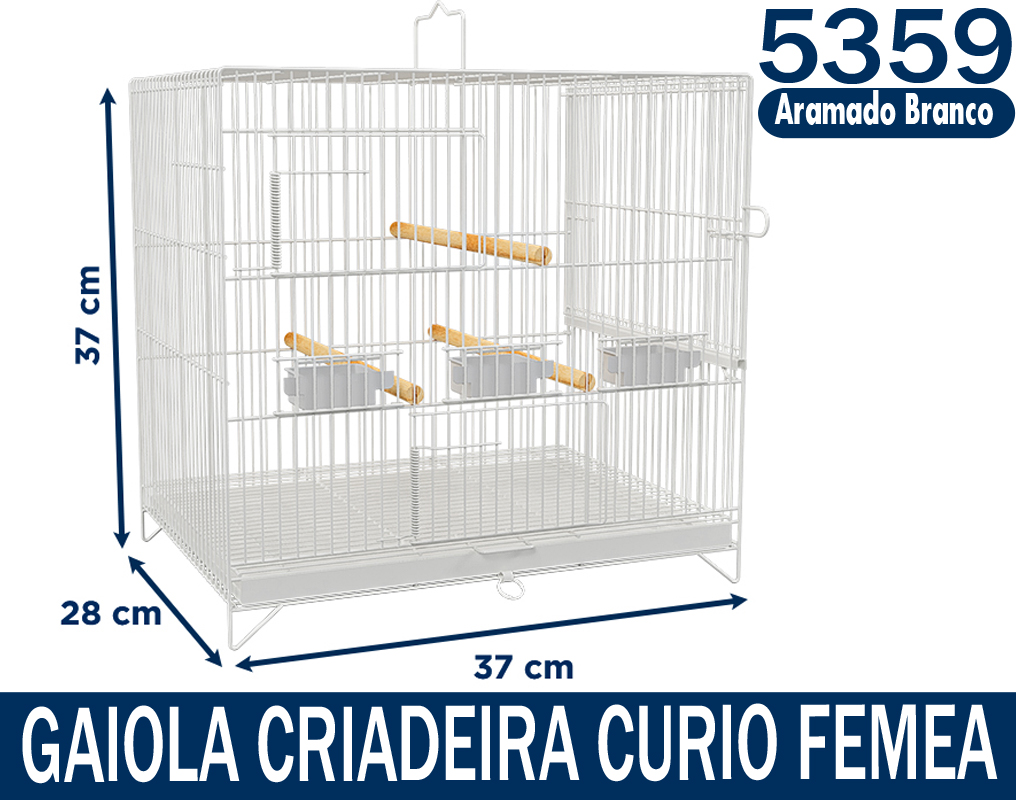 5359
Aramado Branco
37 cm
28 cm
37 cm
GAIOLA CRIADEIRA CURIO FEMEA